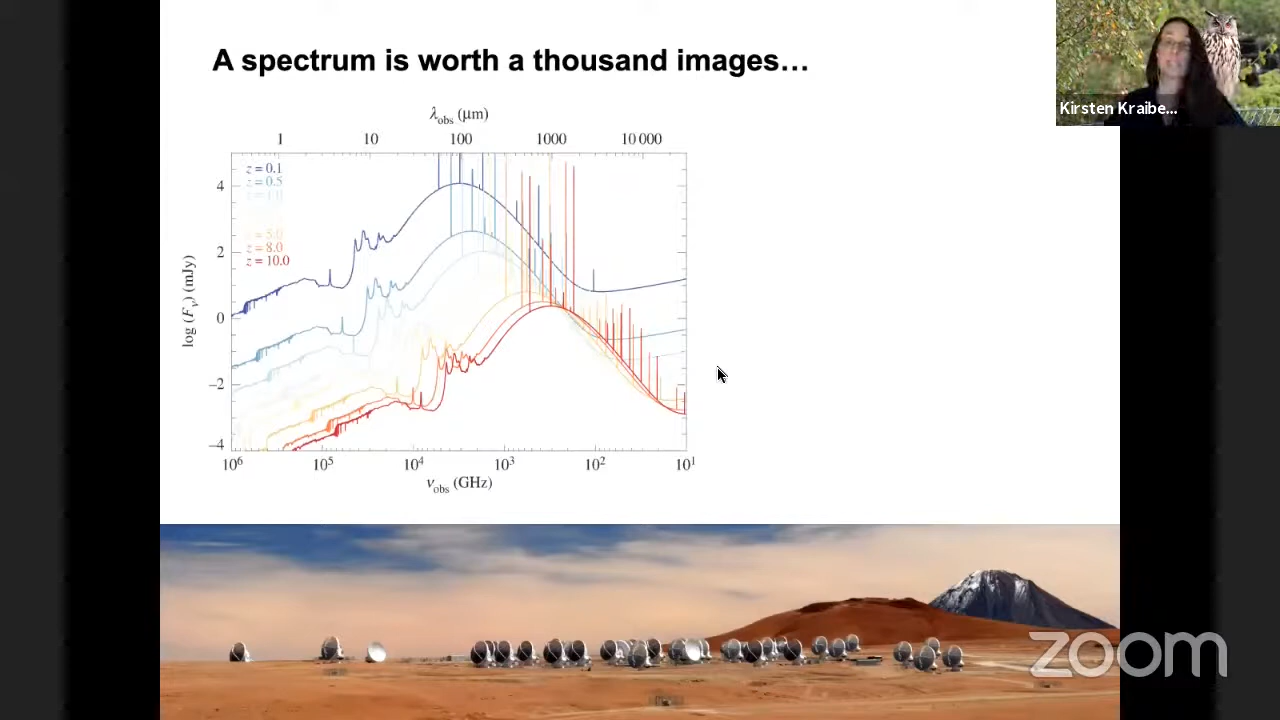 A spectrum is worth a thousand images…
Kirsten Kraibe...
λobs (μm)
1 10 100 1000 10 000
z = 0.1
z = 0.5
z = 1.0
z = 5.0
z = 8.0
z = 10.0
4
2
0
−2
−4
log (Fν) (mJy)
10⁶ 10⁵ 10⁴ 10³ 10² 10¹
νobs (GHz)
zoom